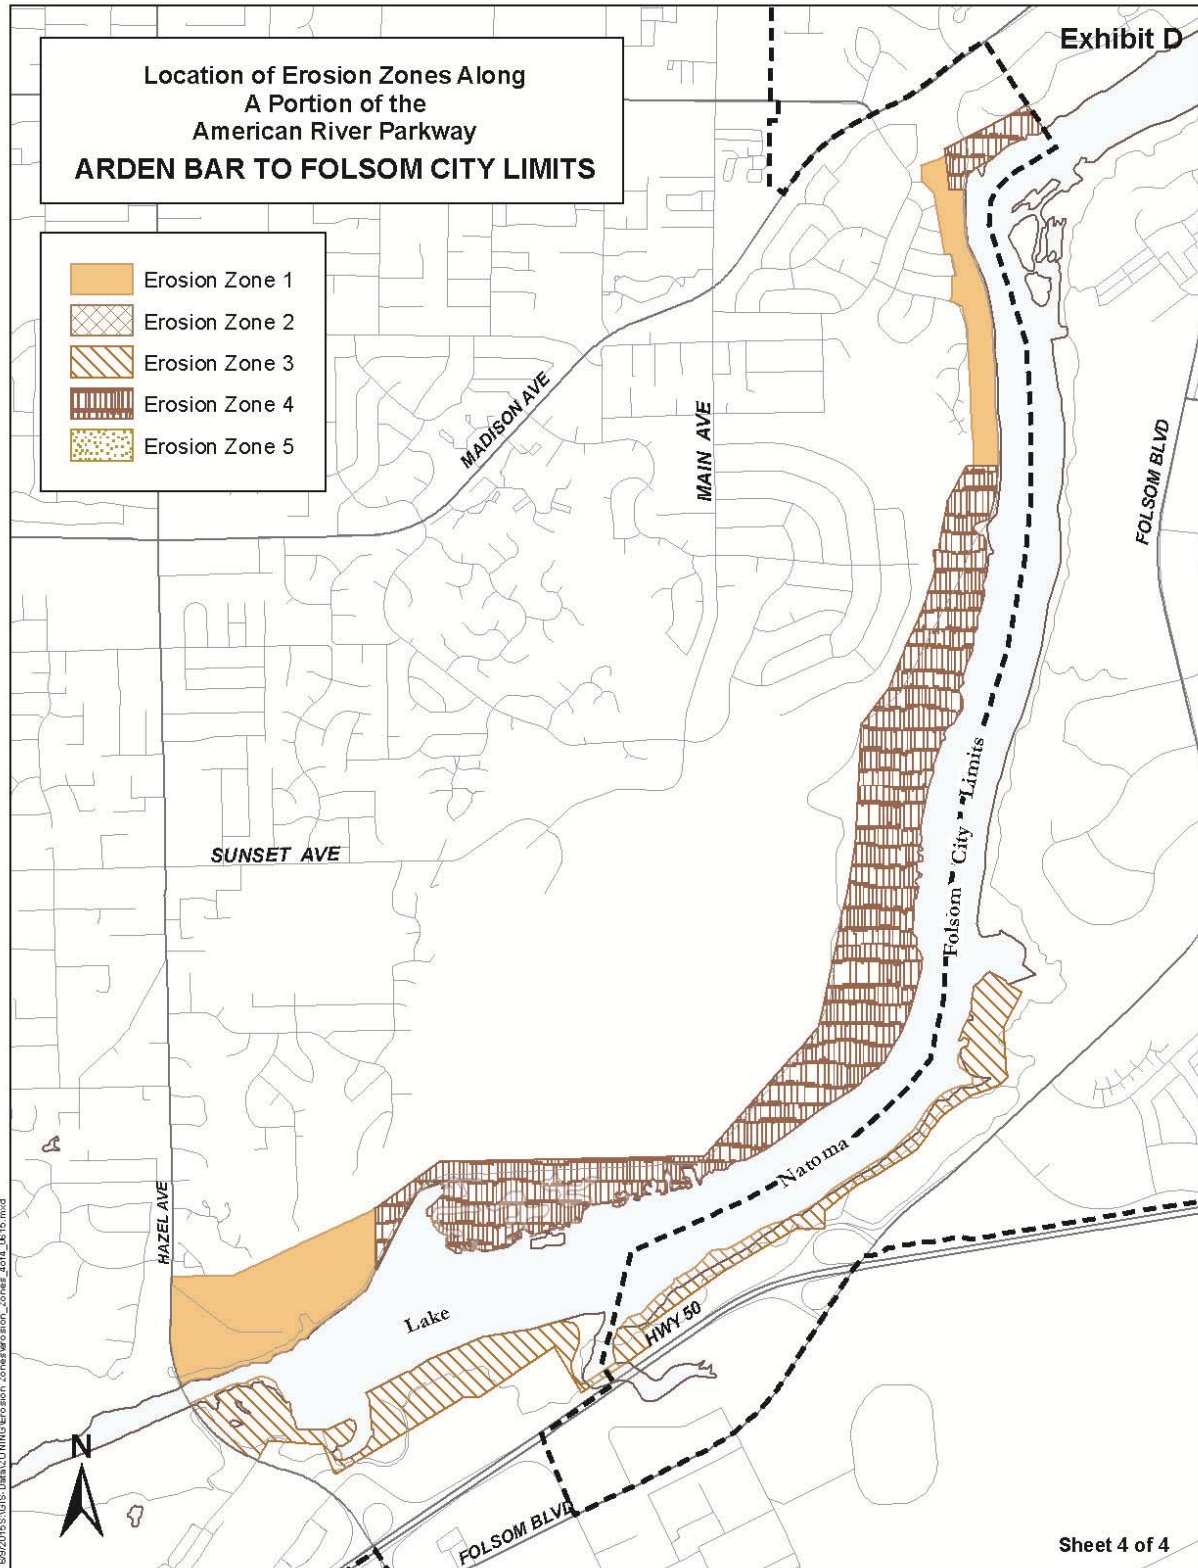 Exhibit D
Location of Erosion Zones Along
A Portion of the
American River Parkway
ARDEN BAR TO FOLSOM CITY LIMITS
Erosion Zone 1
Erosion Zone 2
Erosion Zone 3
Erosion Zone 4
Erosion Zone 5
MADISON AVE
MAIN AVE
FOLSOM BLVD
SUNSET AVE
Folsom City Limits
HAZEL AVE
Natoma
Lake
HWY 50
N
FOLSOM BLVD
Sheet 4 of 4